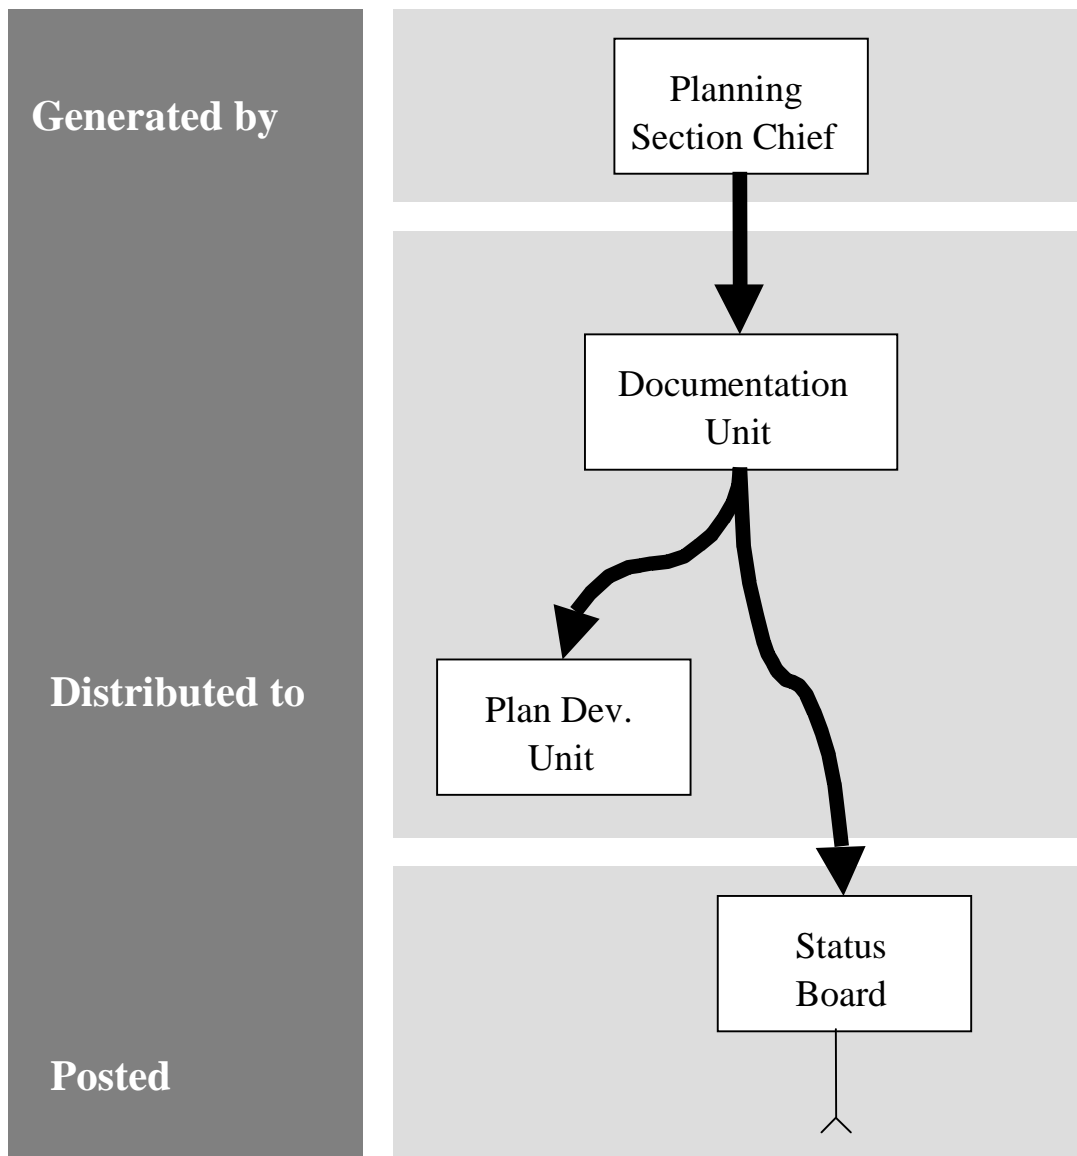 Generated by
Planning
Section Chief
Documentation
Unit
Distributed to
Plan Dev.
Unit
Status
Board
Posted